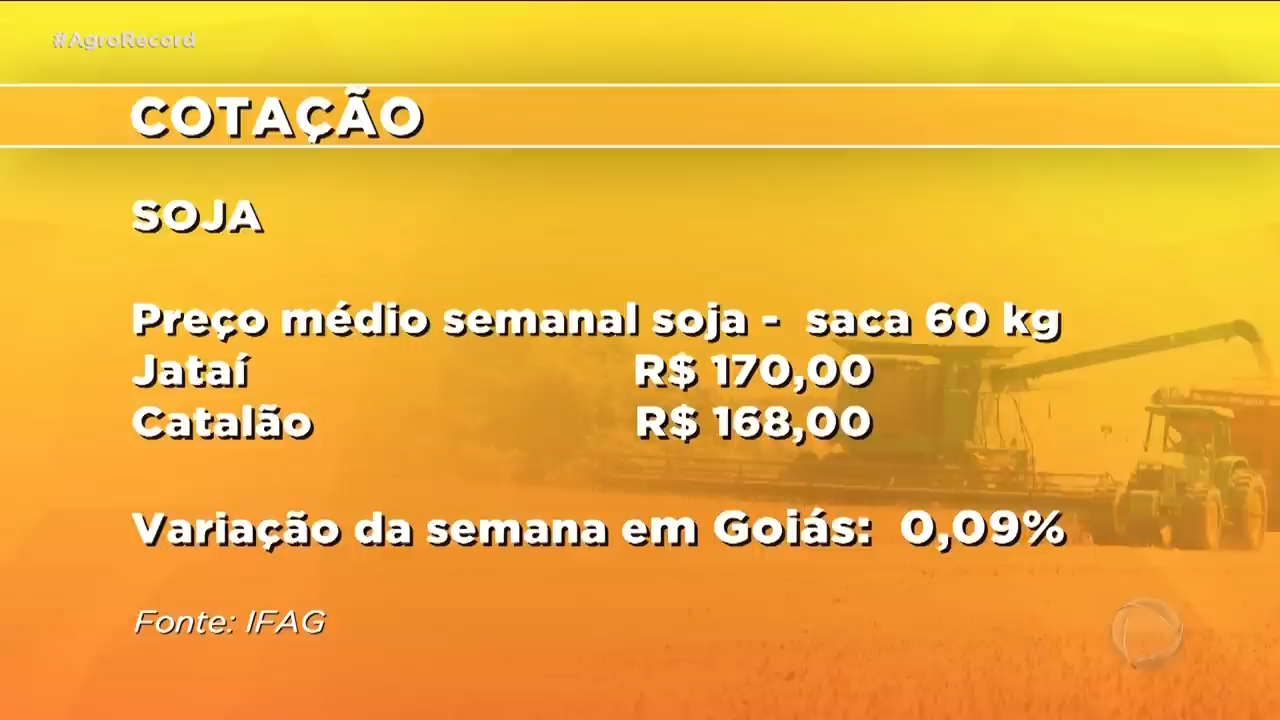 #AgroRecord
COTAÇÃO
SOJA
Preço médio semanal soja - saca 60 kg
Jataí R$ 170,00
Catalão R$ 168,00
Variação da semana em Goiás: 0,09%
Fonte: IFAG